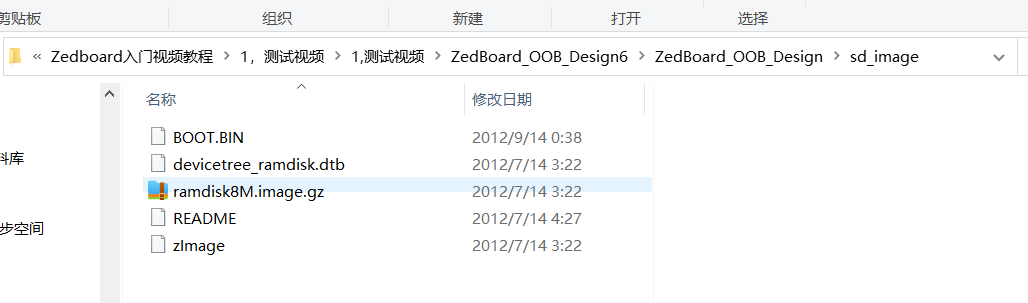 剪贴板 组织 新建 打开 选择
« Zedboard入门视频教程 > 1，测试视频 > 1,测试视频 > ZedBoard_OOB_Design6 > ZedBoard_OOB_Design > sd_image
名称 修改日期
BOOT.BIN 2012/9/14 0:38
devicetree_ramdisk.dtb 2012/7/14 3:22
料库
ramdisk8M.image.gz 2012/7/14 3:22
README 2012/7/14 4:27
步空间
zImage 2012/7/14 3:22